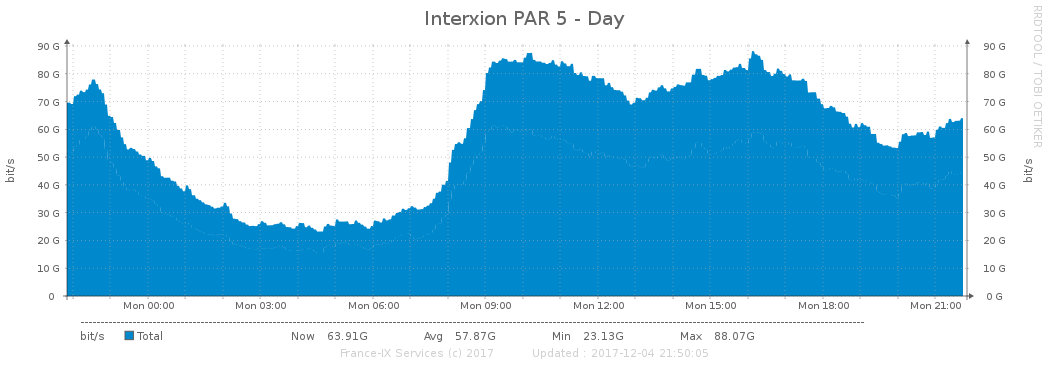 Interxion PAR 5 - Day
RRDTOOL / TOBI OETIKER
bit/s
90 G 90 G
80 G 80 G
70 G 70 G
60 G 60 G
50 G 50 G
40 G 40 G
30 G 30 G
20 G 20 G
10 G 10 G
0 0 G
bit/s
Mon 00:00 Mon 03:00 Mon 06:00 Mon 09:00 Mon 12:00 Mon 15:00 Mon 18:00 Mon 21:00
bit/s Total Now 63.91G Avg 57.87G Min 23.13G Max 88.07G
France-IX Services (c) 2017 Updated : 2017-12-04 21:50:05